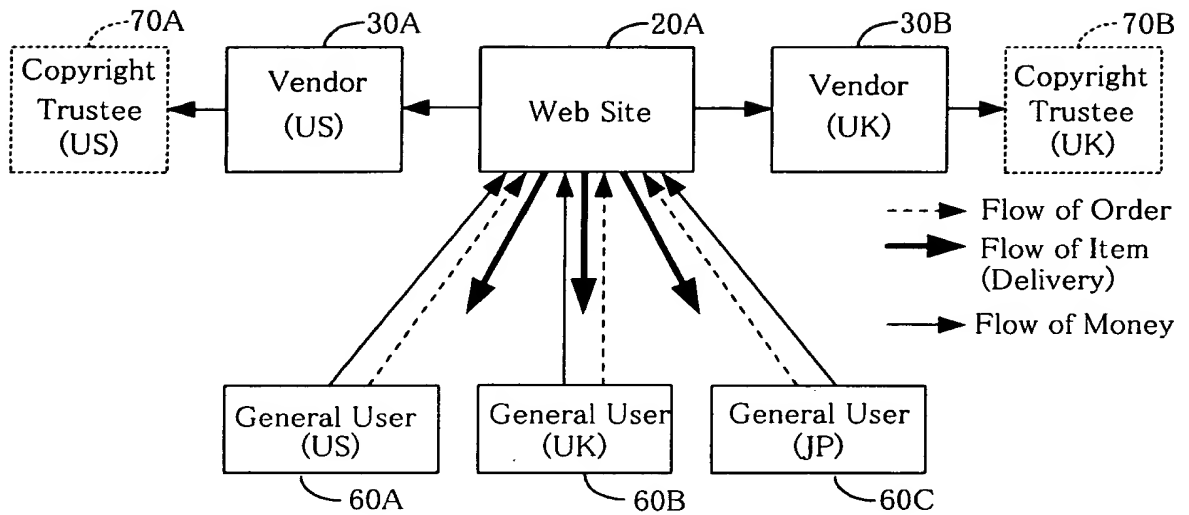 70A
30A
20A
30B
70B
Copyright
Trustee
(US)
Vendor
(US)
Web Site
Vendor
(UK)
Copyright
Trustee
(UK)
Flow of Order
Flow of Item
(Delivery)
Flow of Money
General User
(US)
General User
(UK)
General User
(JP)
60A
60B
60C